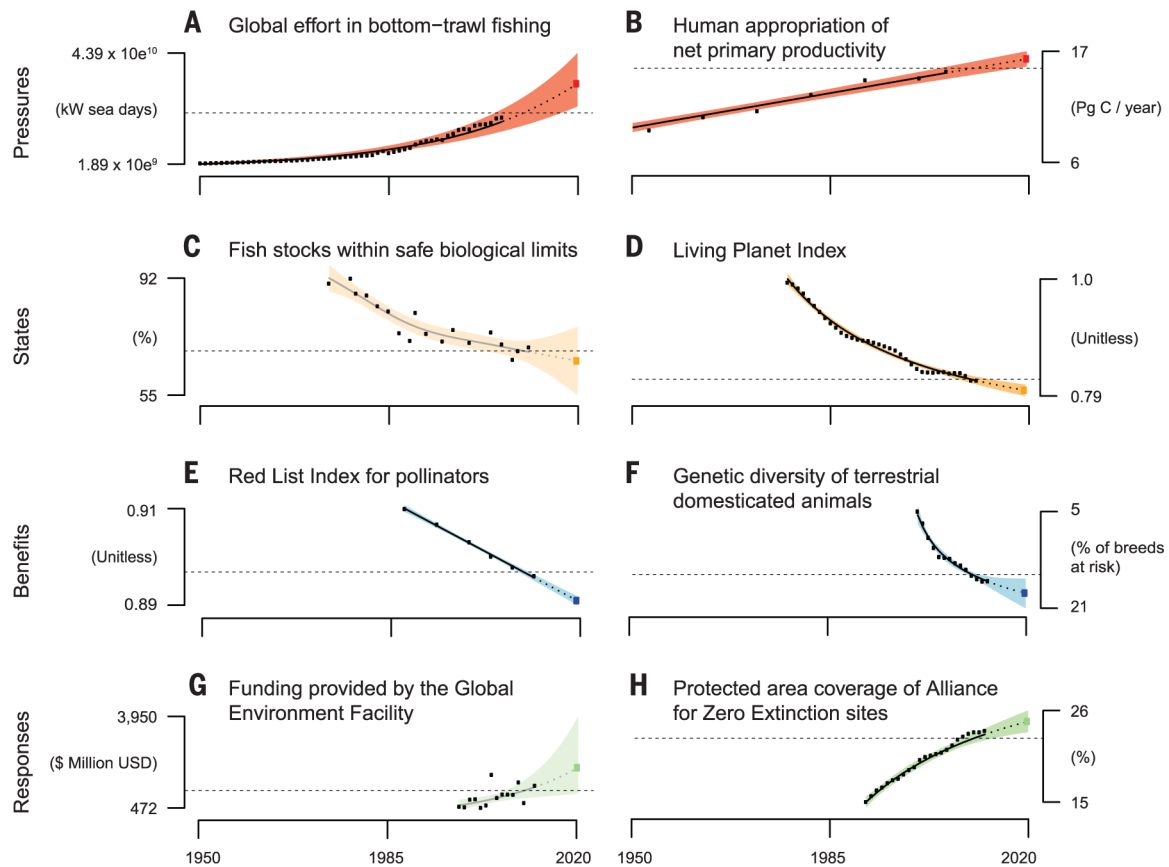 A Global effort in bottom−trawl fishing
4.39 x 10e¹⁰
(kW sea days)
1.89 x 10e⁹
Pressures
B Human appropriation of
net primary productivity
17
(Pg C / year)
6
C Fish stocks within safe biological limits
92
(%)
55
States
D Living Planet Index
1.0
(Unitless)
0.79
E Red List Index for pollinators
0.91
(Unitless)
0.89
Benefits
F Genetic diversity of terrestrial
domesticated animals
5
(% of breeds
at risk)
21
G Funding provided by the Global
Environment Facility
3,950
($ Million USD)
472
Responses
H Protected area coverage of Alliance
for Zero Extinction sites
26
(%)
15
1950 1985 2020
1950 1985 2020